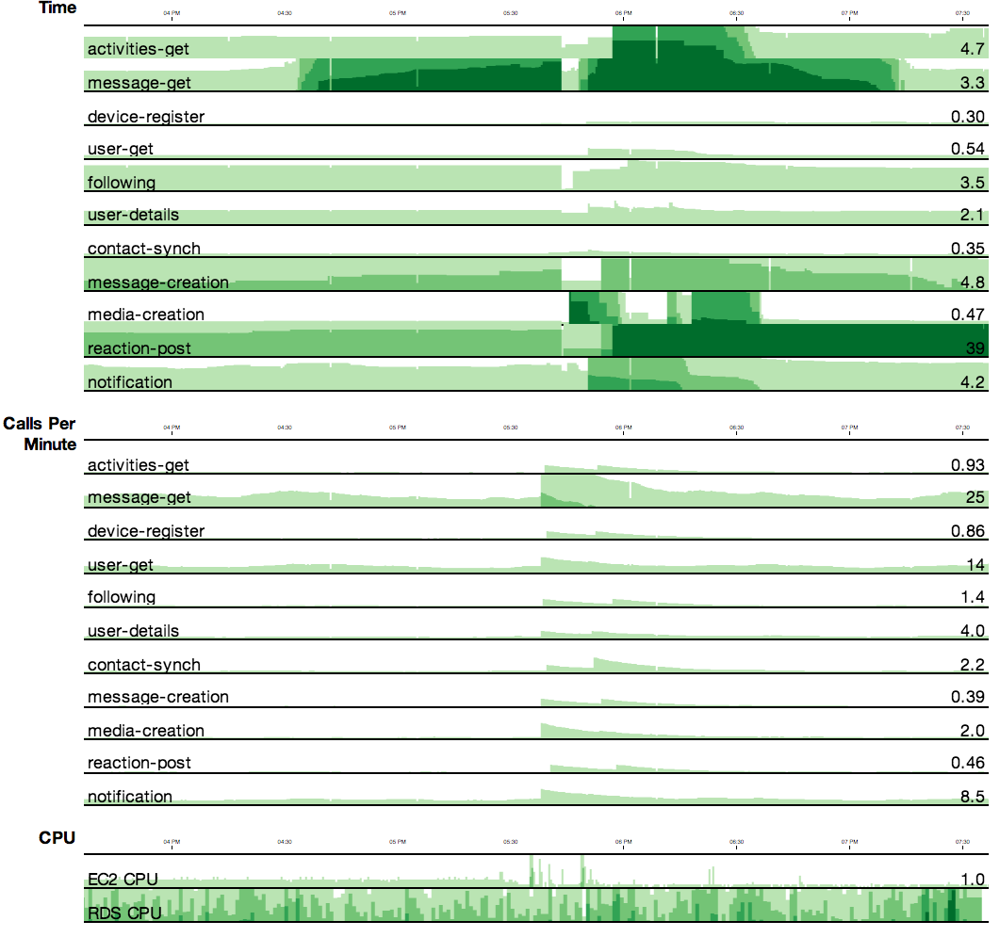 Time
04 PM 04:30 05 PM 05:30 06 PM 06:30 07 PM 07:30
activities-get 4.7
message-get 3.3
device-register 0.30
user-get 0.54
following 3.5
user-details 2.1
contact-synch 0.35
message-creation 4.8
media-creation 0.47
reaction-post 39
notification 4.2
Calls Per
Minute
04 PM 04:30 05 PM 05:30 06 PM 06:30 07 PM 07:30
activities-get 0.93
message-get 25
device-register 0.86
user-get 14
following 1.4
user-details 4.0
contact-synch 2.2
message-creation 0.39
media-creation 2.0
reaction-post 0.46
notification 8.5
CPU
04 PM 04:30 05 PM 05:30 06 PM 06:30 07 PM 07:30
EC2 CPU 1.0
RDS CPU